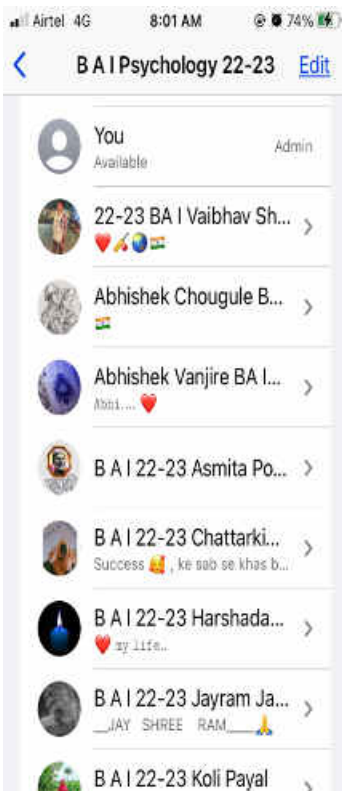 Airtel 4G 8:01 AM 74%
B A I Psychology 22-23 Edit
You
Available Admin
22-23 BA I Vaibhav Sh...
Abhishek Chougule B...
Abhishek Vanjire BA I...
Abhi....
B A I 22-23 Asmita Po...
B A I 22-23 Chattarki...
Success 🥰 , ke sab se khas b...
B A I 22-23 Harshada...
❤️ my life..
B A I 22-23 Jayram Ja...
__JAY SHREE RAM___🙏
B A I 22-23 Koli Payal